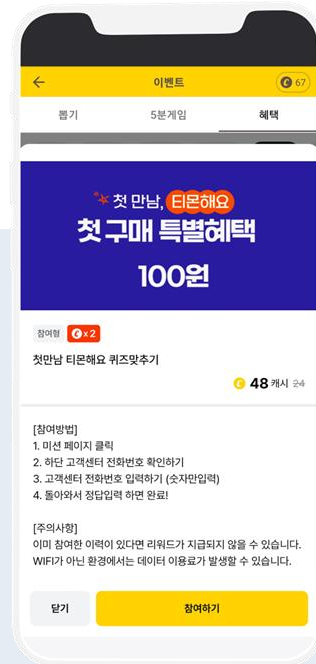 이벤트
67
뽑기
5분게임
혜택
첫 만남, 티몬해요
첫 구매 특별혜택
100원
참여형
x 2
첫만남 티몬해요 퀴즈맞추기
48 캐시 24
[참여방법]
1. 미션 페이지 클릭
2. 하단 고객센터 전화번호 확인하기
3. 고객센터 전화번호 입력하기 (숫자만입력)
4. 돌아와서 정답입력 하면 완료!
[주의사항]
이미 참여한 이력이 있다면 리워드가 지급되지 않을 수 있습니다.
WIFI가 아닌 환경에서는 데이터 이용료가 발생할 수 있습니다.
닫기
참여하기